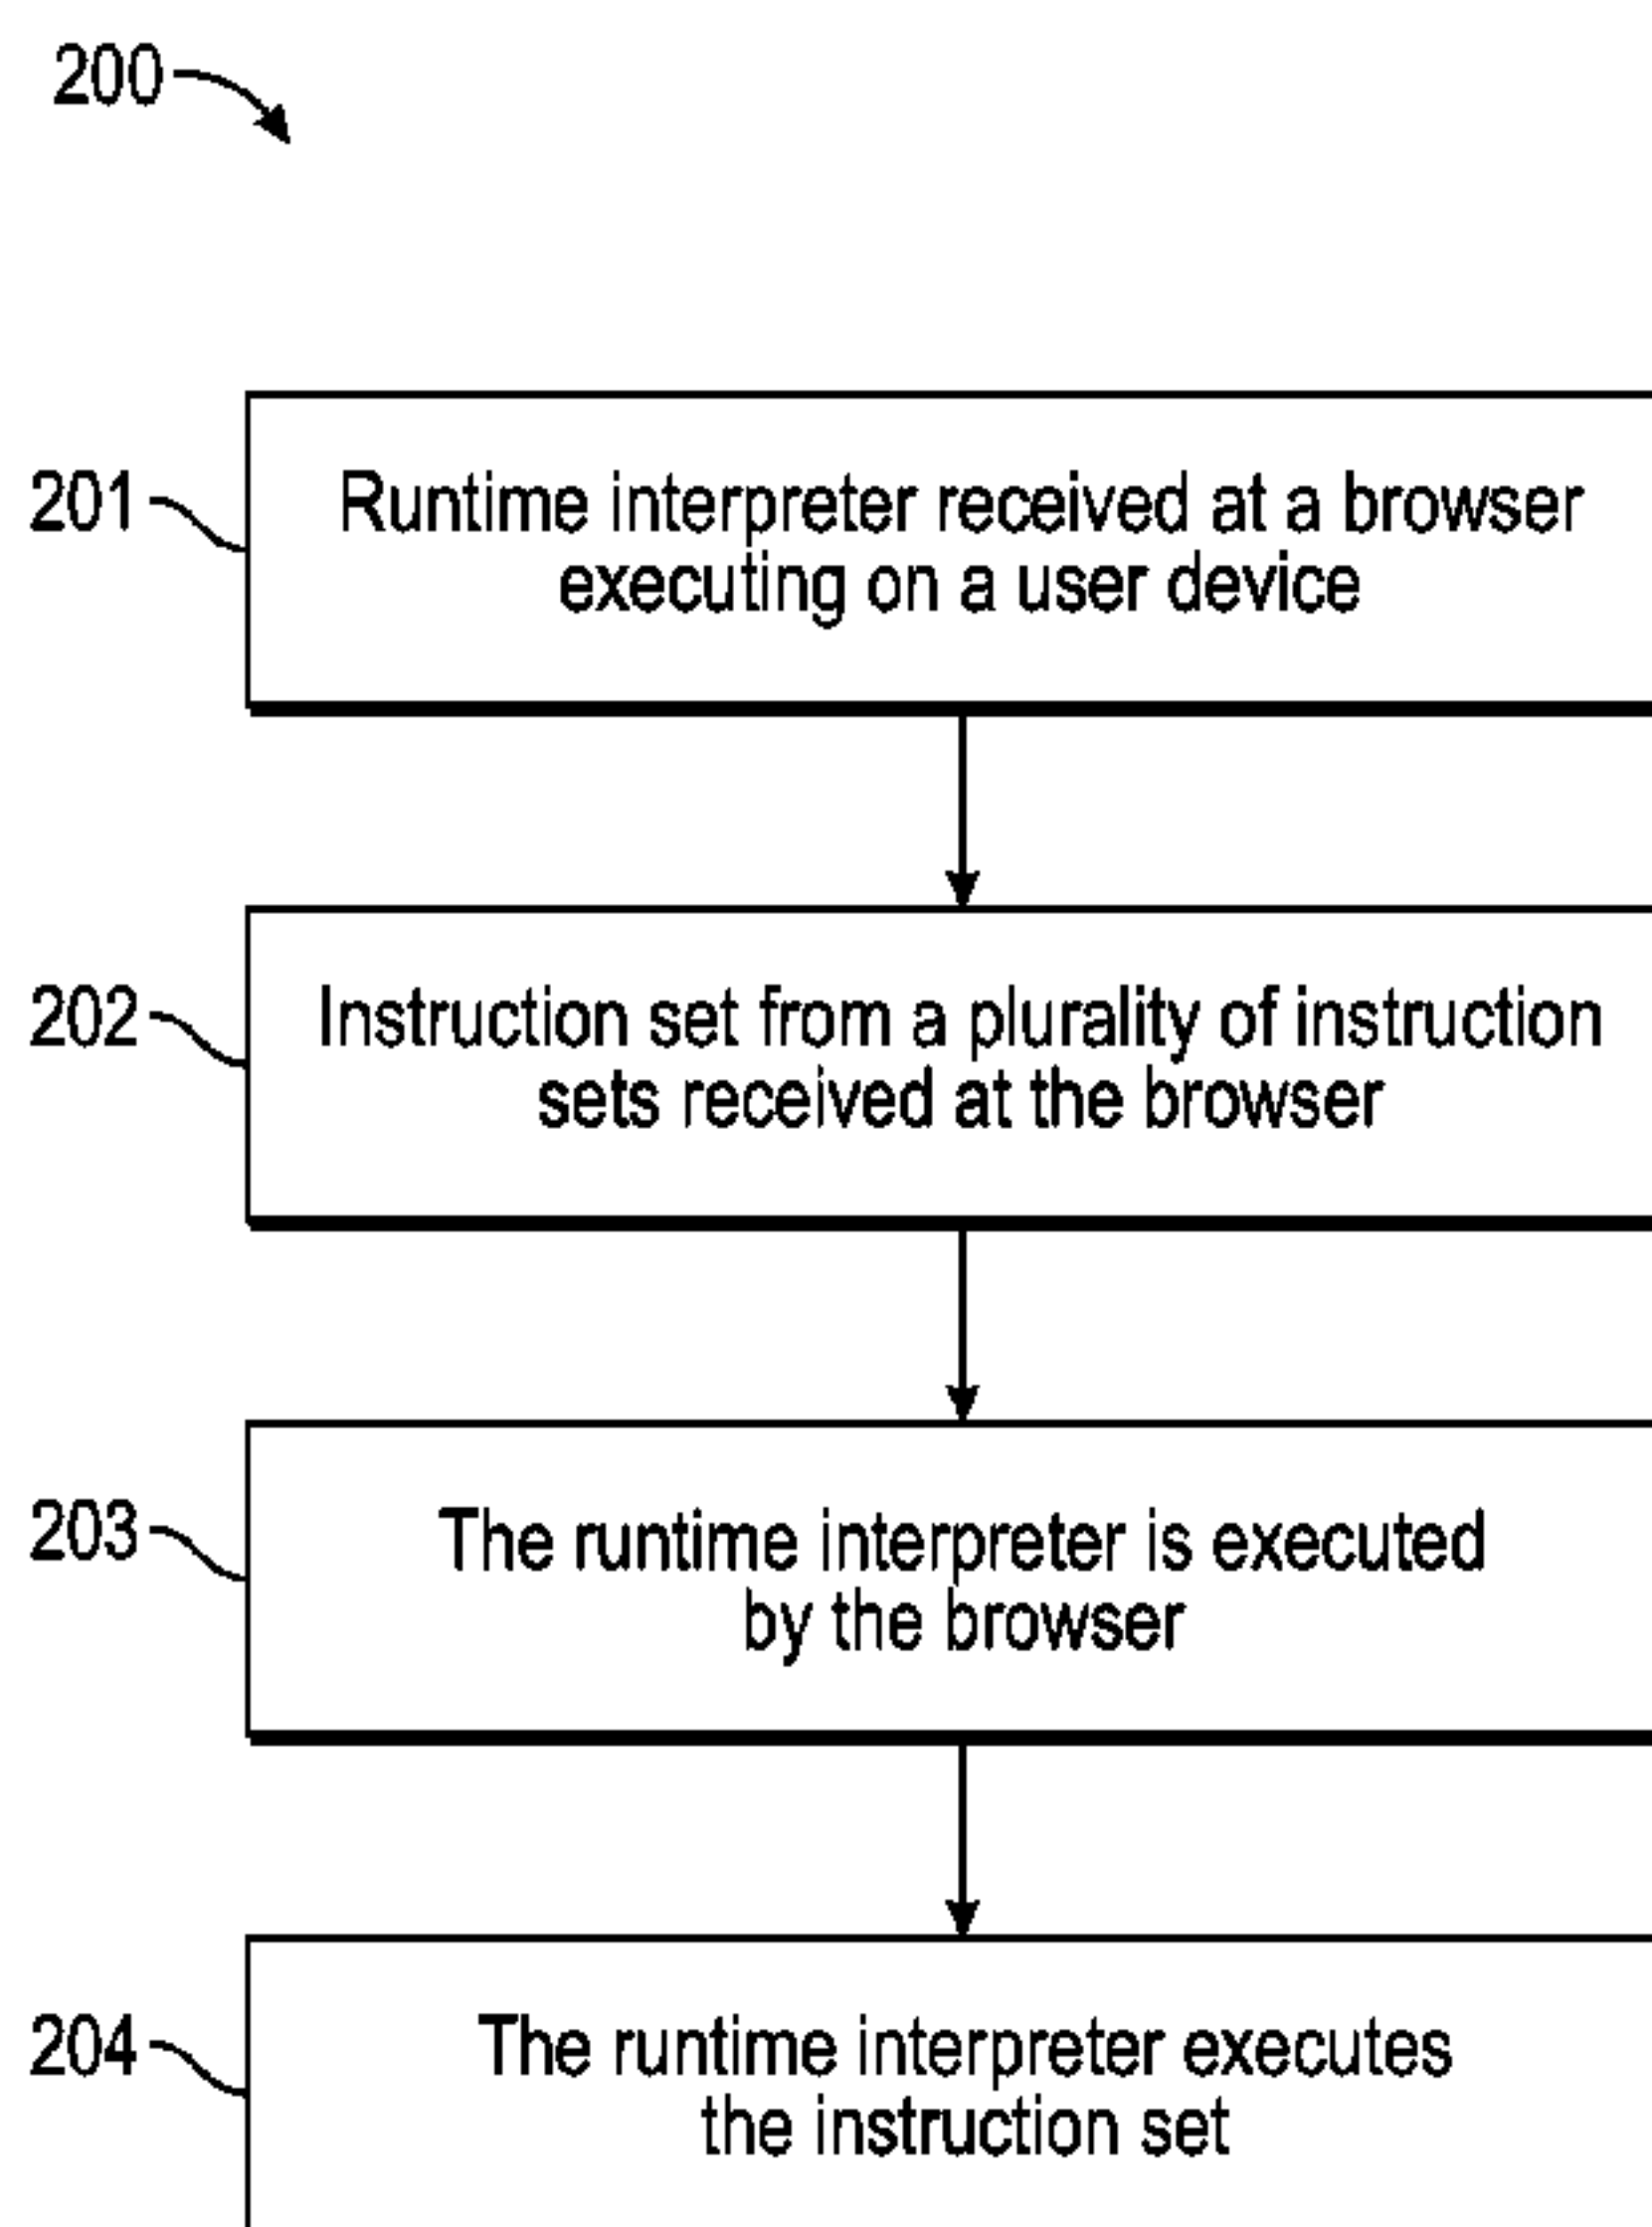 200
201
Runtime interpreter received at a browser
executing on a user device
202
Instruction set from a plurality of instruction
sets received at the browser
203
The runtime interpreter is executed
by the browser
204
The runtime interpreter executes
the instruction set